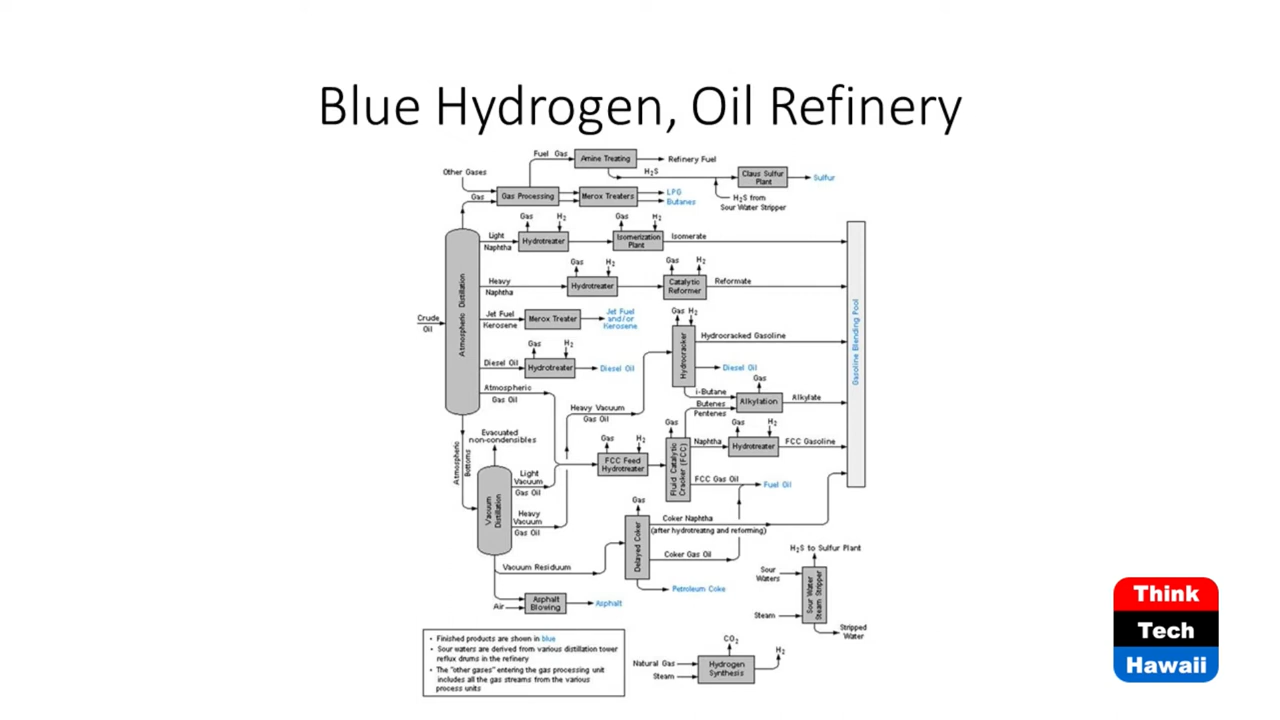 Blue Hydrogen, Oil Refinery
Fuel Gas
Amine Treating
Refinery Fuel
H2S
Other Gases
Claus Sulfur
Plant
Sulfur
Gas
Gas Processing
Merox Treaters
LPG
Butanes
H2S from
Sour Water Stripper
Gas
H2
Gas
H2
Light
Naphtha
Hydrotreater
Isomerization
Plant
Isomerate
Gas
H2
Gas
H2
Heavy
Naphtha
Hydrotreater
Catalytic
Reformer
Reformate
Crude
Oil
Atmospheric Distillation
Jet Fuel
Kerosene
Merox Treater
Jet Fuel
and/or
Kerosene
Gas
H2
Hydrocracker
Hydrocracked Gasoline
Gasoline Blending Pool
Gas
H2
Diesel Oil
Hydrotreater
Diesel Oil
Diesel Oil
Atmospheric
Gas Oil
i-Butane
Butenes
Pentenes
Gas
Alkylation
Alkylate
Heavy Vacuum
Gas Oil
Atmospheric
Bottoms
Evacuated
non-condensibles
Gas
H2
FCC Feed
Hydrotreater
Gas
Fluid Catalytic
Cracker (FCC)
Naphtha
Gas
H2
Hydrotreater
FCC Gasoline
FCC Gas Oil
Fuel Oil
Vacuum
Distillation
Light
Vacuum
Gas Oil
Heavy
Vacuum
Gas Oil
Gas
Delayed Coker
Coker Naphtha
(after hydrotreatng and reforming)
Coker Gas Oil
Petroleum Coke
Vacuum Residuum
Air
Asphalt
Blowing
Asphalt
H2S to Sulfur Plant
Sour
Waters
Sour Water
Steam Stripper
Steam
Stripped
Water
• Finished products are shown in blue
• Sour waters are derived from various distillation tower
reflux drums in the refinery
• The "other gases" entering the gas processing unit
includes all the gas streams from the various
process units
CO2
H2
Natural Gas
Steam
Hydrogen
Synthesis
Think
Tech
Hawaii